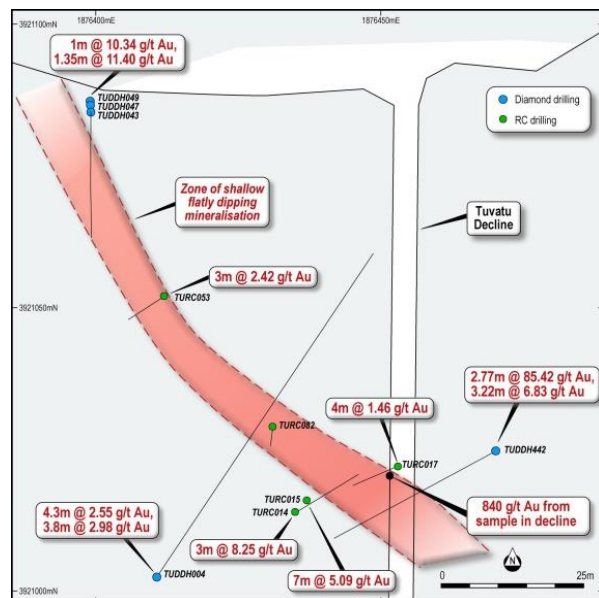 3921100mN
1876400mE
1876450mE
1m @ 10.34 g/t Au,
1.35m @ 11.40 g/t Au
TUDDH049
TUDDH047
TUDDH043
Diamond drilling
RC drilling
Zone of shallow
flatly dipping
mineralisation
Tuvatu
Decline
3m @ 2.42 g/t Au
TURC053
3921050mN
2.77m @ 85.42 g/t Au,
3.22m @ 6.83 g/t Au
4m @ 1.46 g/t Au
TURC082
TUDDH442
TURC017
4.3m @ 2.55 g/t Au,
3.8m @ 2.98 g/t Au
TURC015
TURC014
840 g/t Au from
sample in decline
3m @ 8.25 g/t Au
7m @ 5.09 g/t Au
TUDDH004
N
0
25m
3921000mN